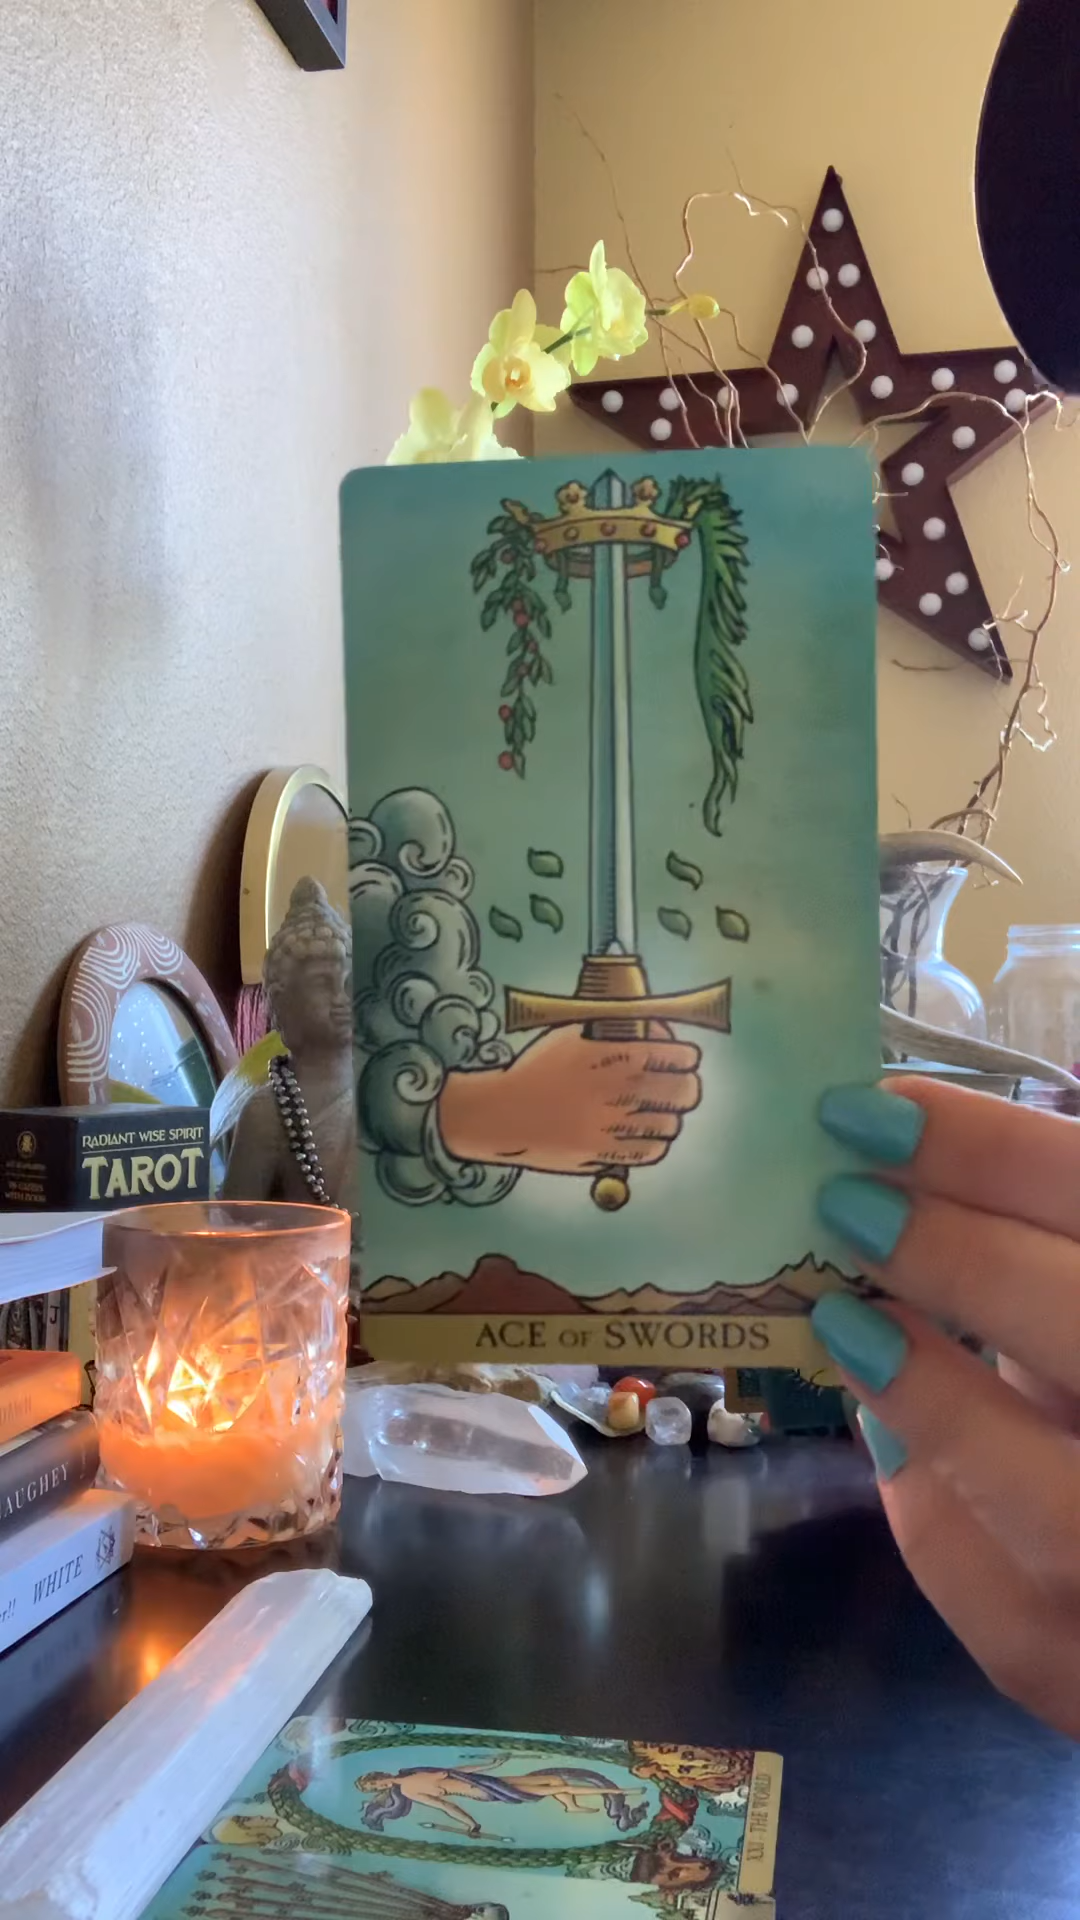 RADIANT WISE SPIRIT
TAROT
ACE OF SWORDS
WHITE
XXI - THE WORLD